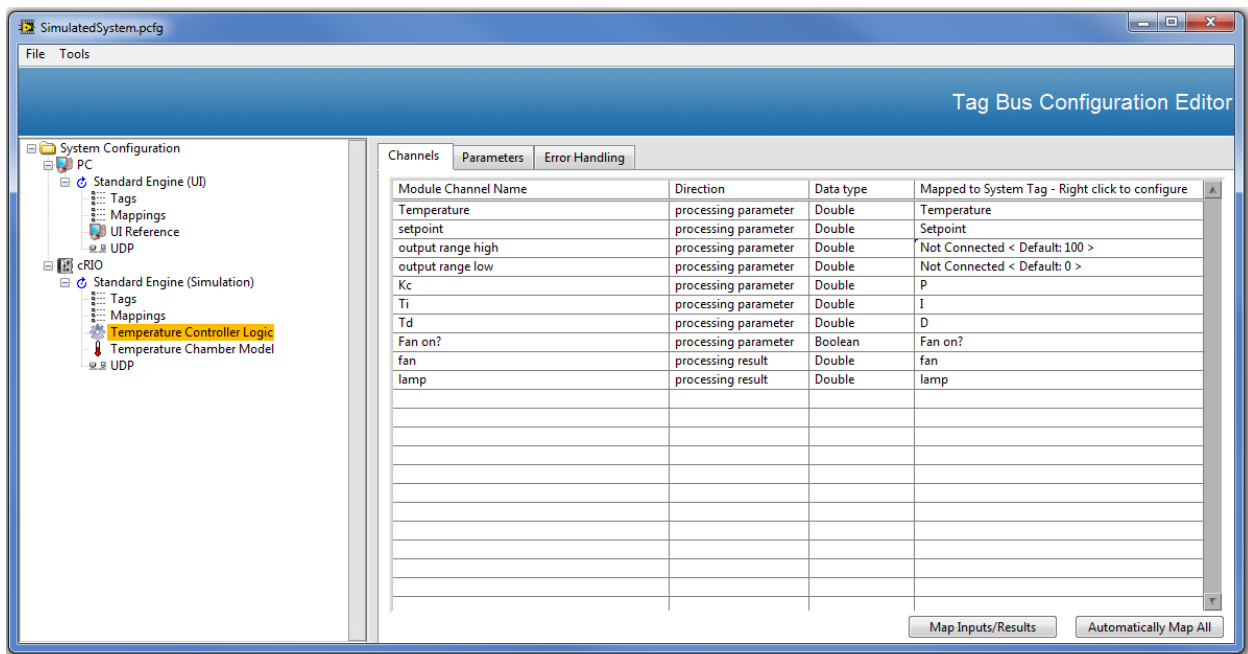 SimulatedSystem.pcfg
File Tools
Tag Bus Configuration Editor
System Configuration
PC
Standard Engine (UI)
Tags
Mappings
UI Reference
UDP
cRIO
Standard Engine (Simulation)
Tags
Mappings
Temperature Controller Logic
Temperature Chamber Model
UDP
Channels Parameters Error Handling
Module Channel Name Direction Data type Mapped to System Tag - Right click to configure
Temperature processing parameter Double Temperature
setpoint processing parameter Double Setpoint
output range high processing parameter Double Not Connected < Default: 100 >
output range low processing parameter Double Not Connected < Default: 0 >
Kc processing parameter Double P
Ti processing parameter Double I
Td processing parameter Double D
Fan on? processing parameter Boolean Fan on?
fan processing result Double fan
lamp processing result Double lamp
Map Inputs/Results Automatically Map All